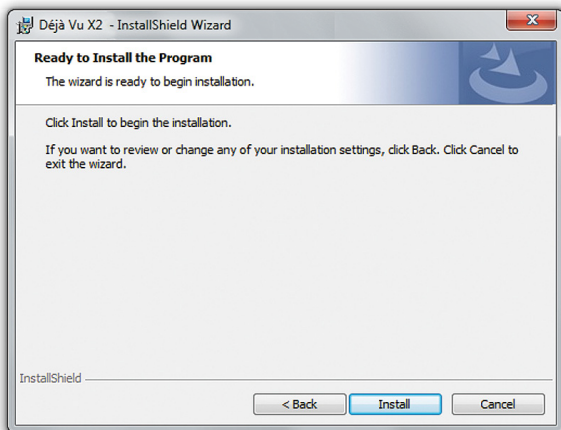 Déjà Vu X2 - InstallShield Wizard
Ready to Install the Program
The wizard is ready to begin installation.
Click Install to begin the installation.
If you want to review or change any of your installation settings, click Back. Click Cancel to
exit the wizard.
InstallShield
< Back Install Cancel